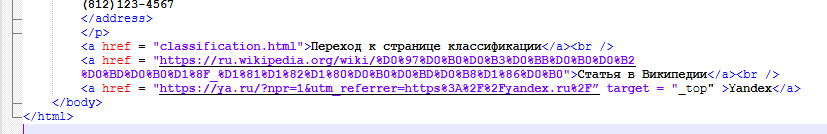 (812)123-4567
</address>
</p>
<a href = "classification.html">Переход к странице классификации</a><br />
<a href = "https://ru.wikipedia.org/wiki/%D0%97%D0%B0%D0%B3%D0%BB%D0%B0%D0%B2
%D0%BD%D0%B0%D1%8F_%D1%81%D1%82%D1%80%D0%B0%D0%BD%D0%B8%D1%86%D0%B0">Статья в Википедии</a><br />
<a href = "https://ya.ru/?npr=1&utm_referrer=https%3A%2F%2Fyandex.ru%2F” target = "_top" >Yandex</a>
</body>
</html>